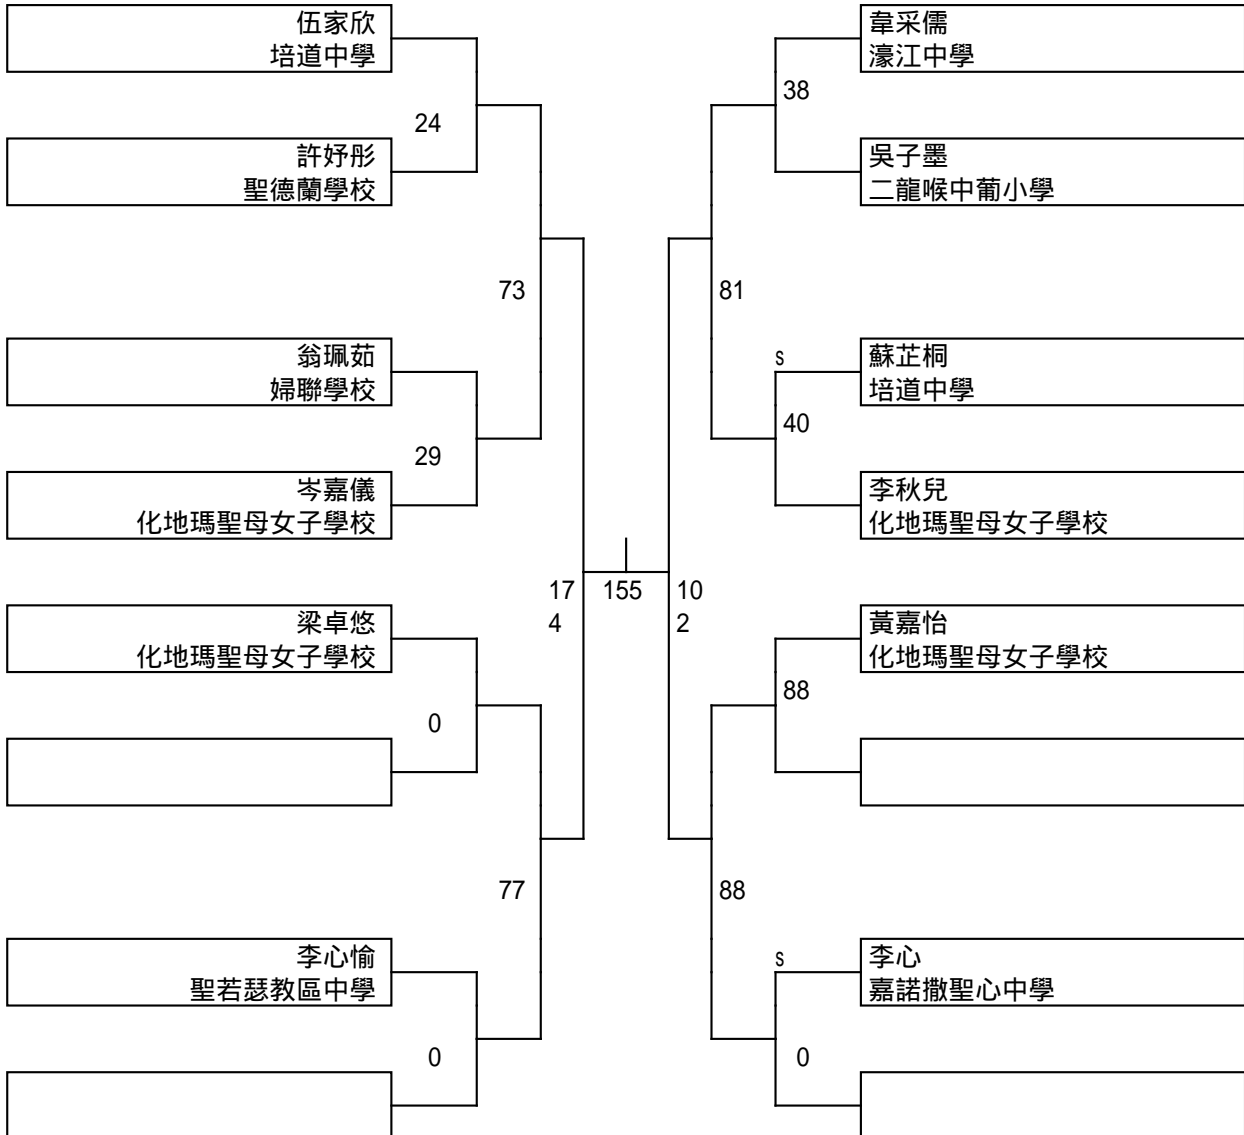 伍家欣
培道中學
24
許妤彤
聖德蘭學校
73
翁珮茹
婦聯學校
29
岑嘉儀
化地瑪聖母女子學校
17
4
155
梁卓悠
化地瑪聖母女子學校
0
77
李心愉
聖若瑟教區中學
0
韋采儒
濠江中學
38
吳子墨
二龍喉中葡小學
81
s
蘇芷桐
培道中學
40
李秋兒
化地瑪聖母女子學校
10
2
黃嘉怡
化地瑪聖母女子學校
88
88
s
李心
嘉諾撒聖心中學
0